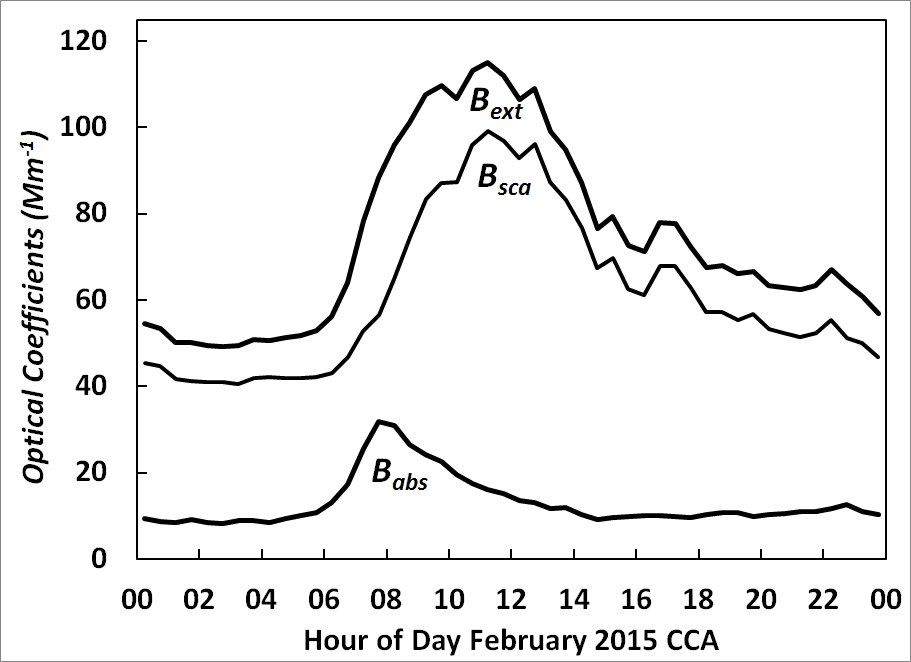 120
100
80
60
40
20
0
Optical Coefficients (Mm-1)
Bext
Bsca
Babs
00 02 04 06 08 10 12 14 16 18 20 22 00
Hour of Day February 2015 CCA